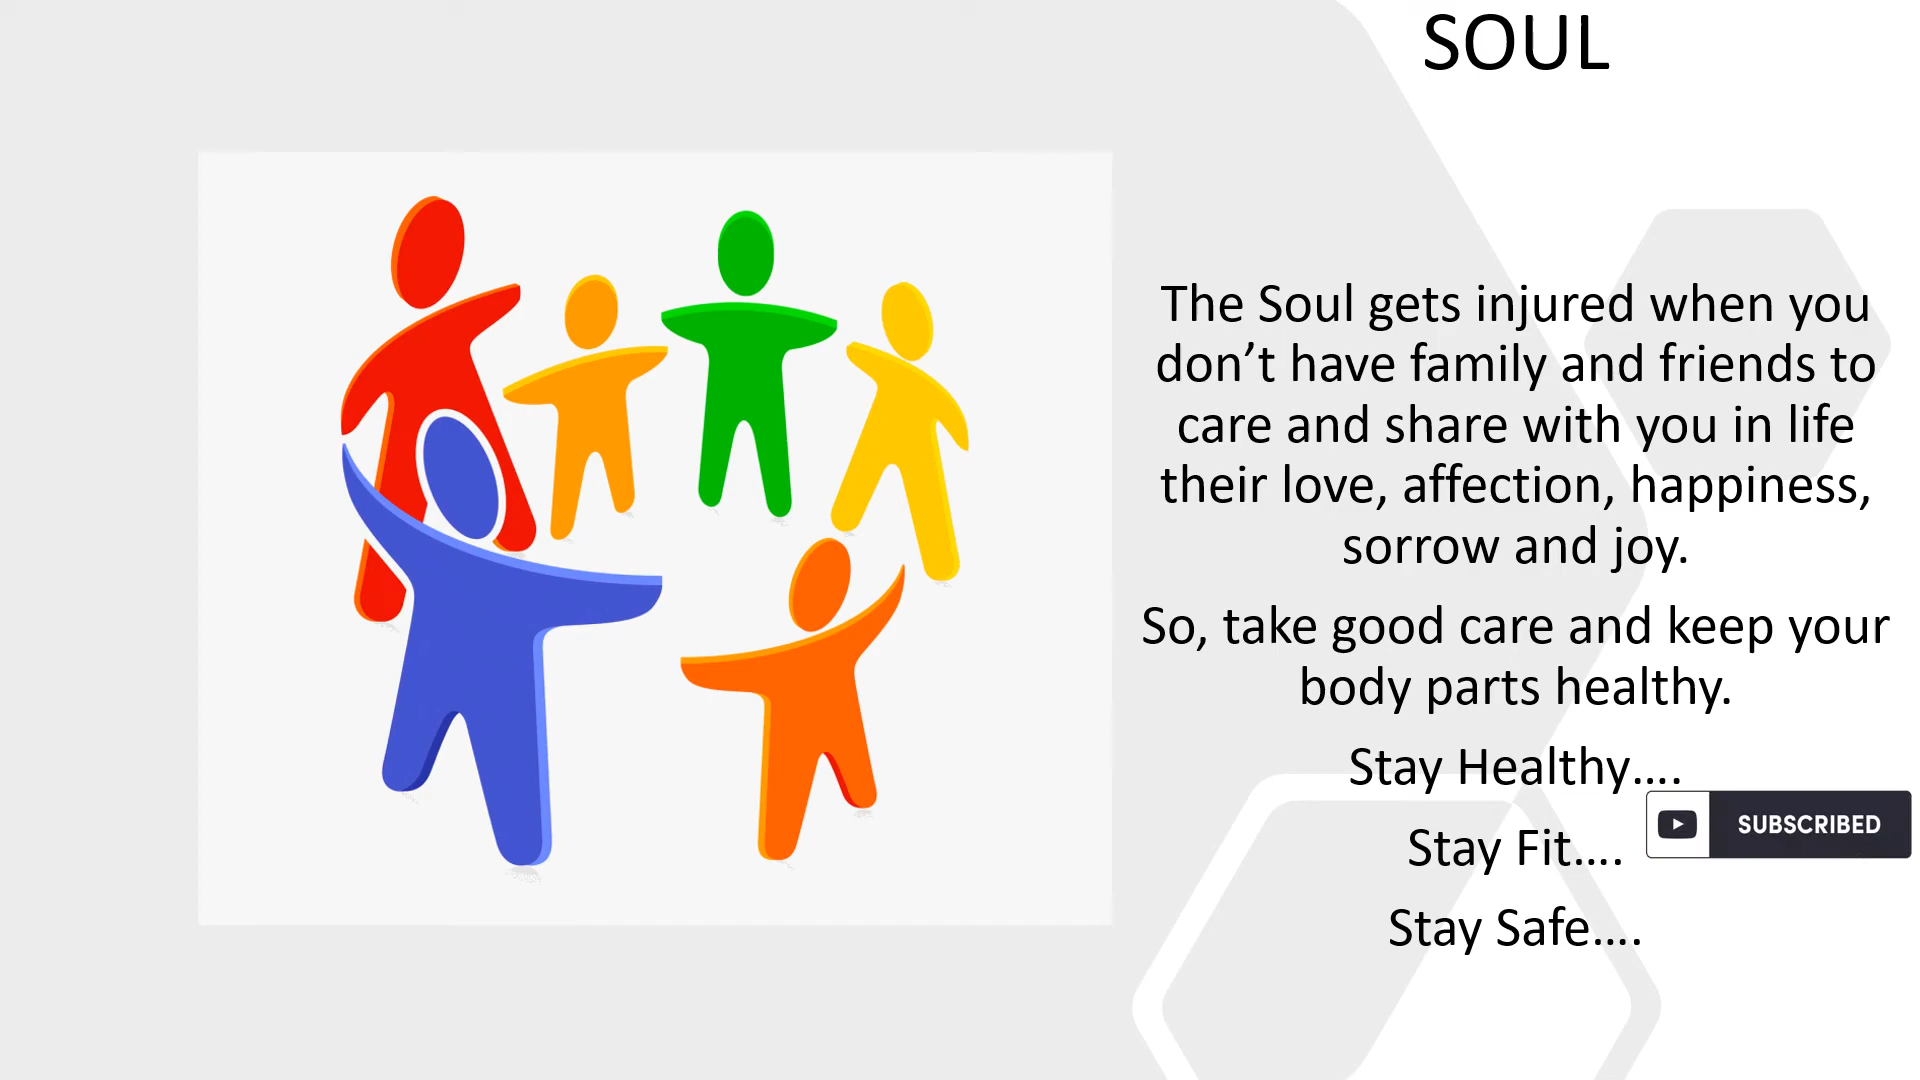 SOUL
The Soul gets injured when you
don’t have family and friends to
care and share with you in life
their love, affection, happiness,
sorrow and joy.
So, take good care and keep your
body parts healthy.
Stay Healthy….
SUBSCRIBED
Stay Fit….
Stay Safe….